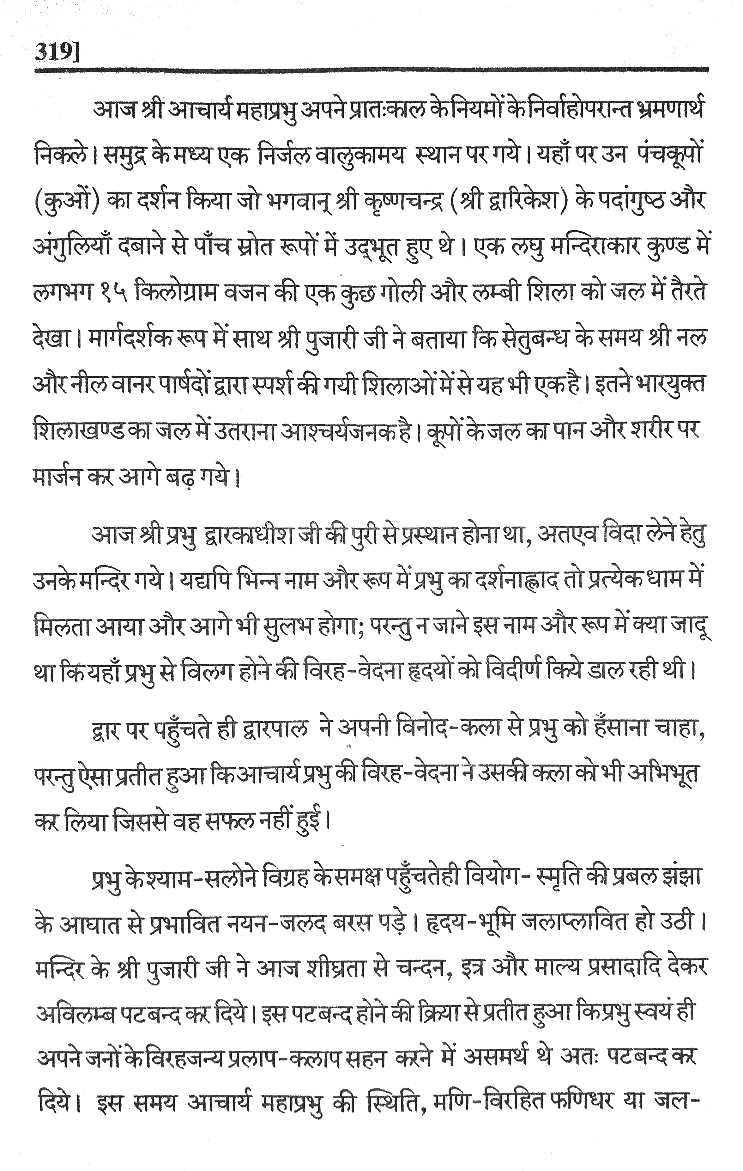 319]
आज श्री आचार्य महाप्रभु अपने प्रातःकाल के नियमों के निर्वाहोपरान्त भ्रमणार्थ
निकले। समुद्र के मध्य एक निर्जल वालुकामय स्थान पर गये। यहाँ पर उन पंचकूपों
(कुओं) का दर्शन किया जो भगवान् श्री कृष्णचन्द्र (श्री द्वारिकेश) के पदांगुष्ठ और
अंगुलियाँ दबाने से पाँच स्रोत रूपों में उद्‌भूत हुए थे। एक लघु मन्दिराकार कुण्ड में
लगभग १५ किलोग्राम वजन की एक कुछ गोली और लम्बी शिला को जल में तैरते
देखा। मार्गदर्शक रूप में साथ श्री पुजारी जी ने बताया कि सेतुबन्ध के समय श्री नल
और नील वानर पार्षदों द्वारा स्पर्श की गयी शिलाओं में से यह भी एक है। इतने भारयुक्त
शिलाखण्ड का जल में उतराना आश्चर्यजनक है। कूपों के जल का पान और शरीर पर
मार्जन कर आगे बढ़ गये।
आज श्री प्रभु द्वारकाधीश जी की पुरी से प्रस्थान होना था, अतएव विदा लेने हेतु
उनके मन्दिर गये। यद्यपि भिन्न नाम और रूप में प्रभु का दर्शनाह्लाद तो प्रत्येक धाम में
मिलता आया और आगे भी सुलभ होगा; परन्तु न जाने इस नाम और रूप में क्या जादू
था कि यहाँ प्रभु से विलग होने की विरह-वेदना हृदयों को विदीर्ण किये डाल रही थी।
द्वार पर पहुँचते ही द्वारपाल ने अपनी विनोद-कला से प्रभु को हँसाना चाहा,
परन्तु ऐसा प्रतीत हुआ कि आचार्य प्रभु की विरह-वेदना ने उसकी कला को भी अभिभूत
कर लिया जिससे वह सफल नहीं हुई।
प्रभु के श्याम-सलोने विग्रह के समक्ष पहुँचते ही वियोग- स्मृति की प्रबल झंझा
के आघात से प्रभावित नयन-जलद बरस पड़े। हृदय-भूमि जलाप्लावित हो उठी।
मन्दिर के श्री पुजारी जी ने आज शीघ्रता से चन्दन, इत्र और माल्य प्रसादादि देकर
अविलम्ब पटबन्द कर दिये। इस पटबन्द होने की क्रिया से प्रतीत हुआ कि प्रभु स्वयं ही
अपने जनों के विरहजन्य प्रलाप-कलाप सहन करने में असमर्थ थे अतः पटबन्द कर
दिये। इस समय आचार्य महाप्रभु की स्थिति, मणि-विरहित फणिधर या जल-